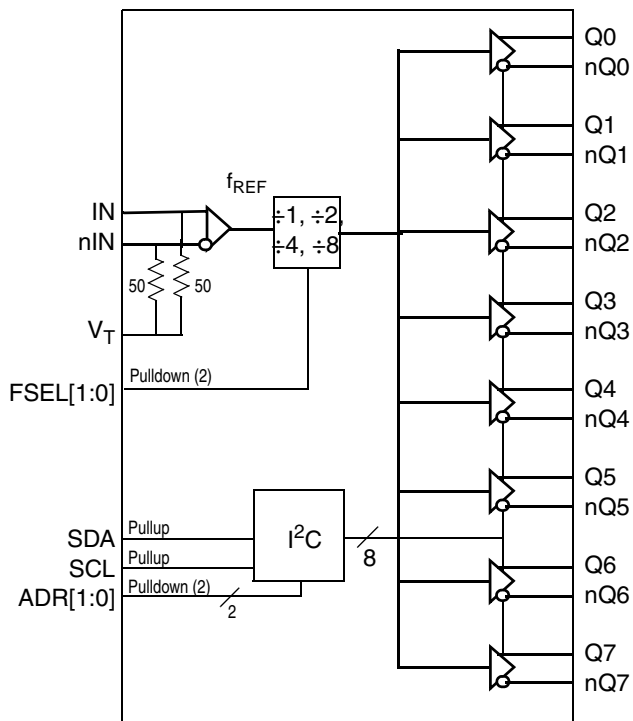 Q0
nQ0
Q1
nQ1
fREF
IN
nIN
÷1, ÷2,
÷4, ÷8
Q2
nQ2
50
50
VT
Q3
nQ3
FSEL[1:0]
Pulldown (2)
Q4
nQ4
Q5
nQ5
SDA
Pullup
I²C
8
SCL
Pullup
ADR[1:0]
Pulldown (2)
2
Q6
nQ6
Q7
nQ7